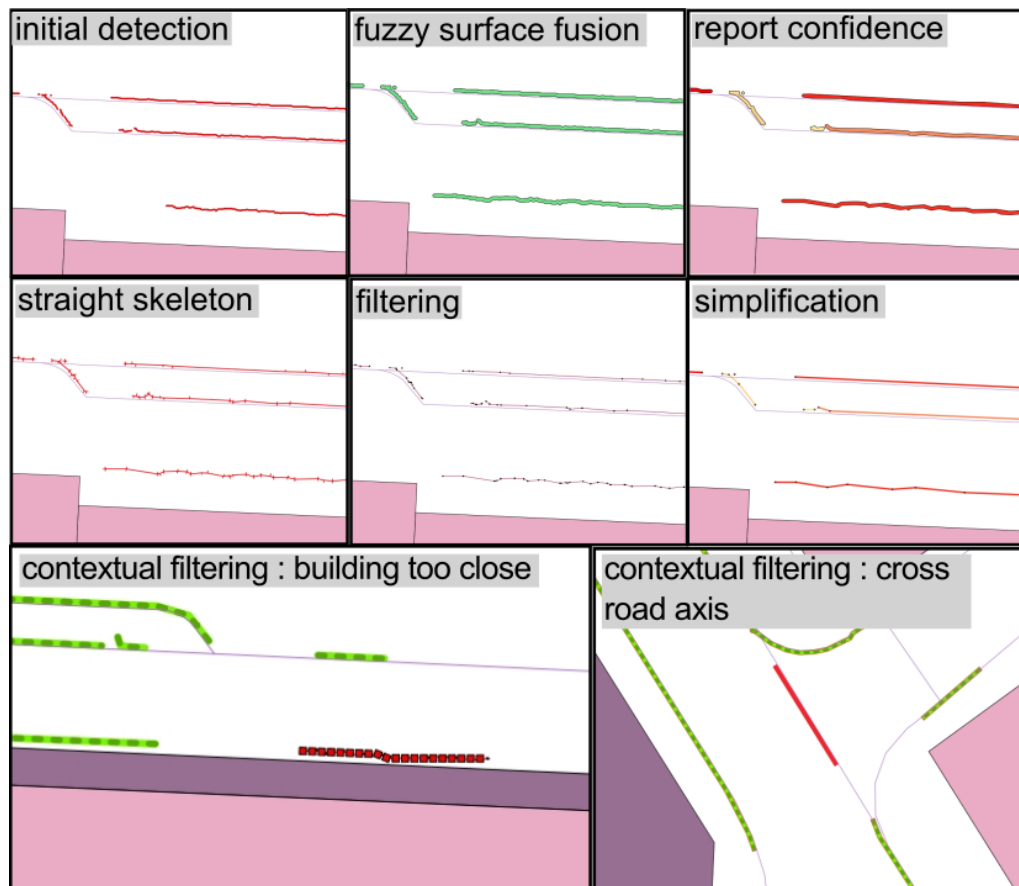 initial detection
fuzzy surface fusion
report confidence
straight skeleton
filtering
simplification
contextual filtering : building too close
contextual filtering : cross
road axis